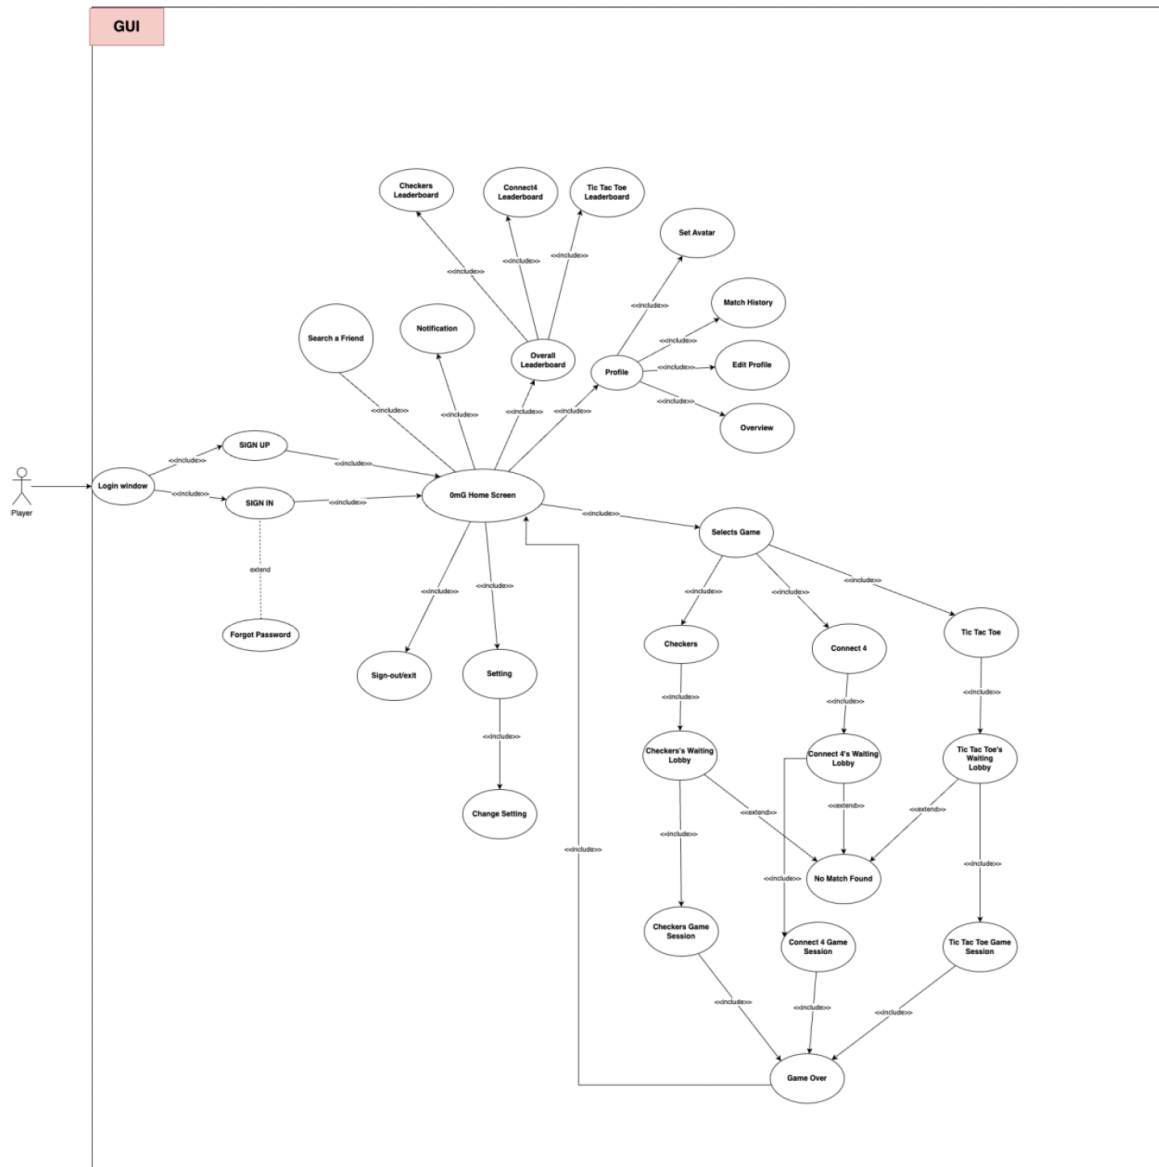 GUI
Checkers
Leaderboard
Connect4
Leaderboard
Tic Tac Toe
Leaderboard
Set Avatar
<<include>>
<<include>>
<<include>>
<<include>>
Match History
Search a Friend
Notification
Overall
Leaderboard
<<include>>
Profile
<<include>>
Edit Profile
<<include>>
Overview
<<include>>
<<include>>
<<include>>
<<include>>
SIGN UP
<<include>>
<<include>>
Player
Login window
<<include>>
SIGN IN
<<include>>
0mG Home Screen
<<include>>
Selects Game
extend
Forgot Password
<<include>>
<<include>>
<<include>>
<<include>>
<<include>>
Sign-out/exit
Setting
Checkers
Connect 4
Tic Tac Toe
<<include>>
<<include>>
<<include>>
<<include>>
Change Setting
Checkers's Waiting
Lobby
Connect 4's Waiting
Lobby
Tic Tac Toe's
Waiting
Lobby
<<extend>>
<<extend>>
<<extend>>
<<include>>
<<include>>
<<include>>
<<include>>
No Match Found
Checkers Game
Session
Connect 4 Game
Session
Tic Tac Toe Game
Session
<<include>>
<<include>>
<<include>>
Game Over